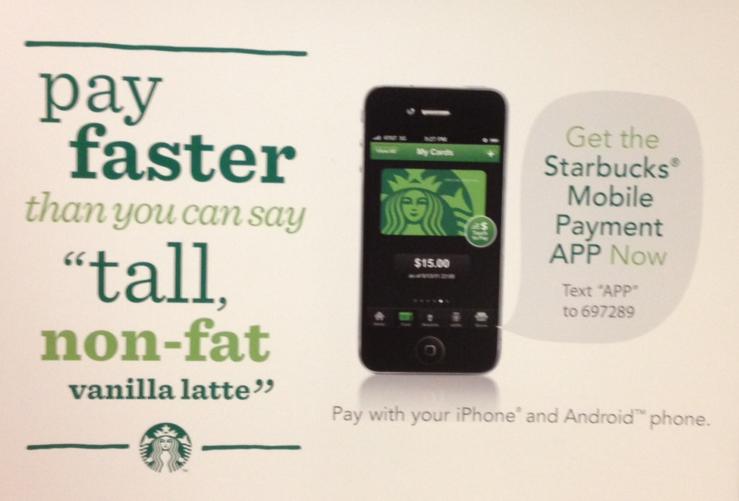 pay
faster
than you can say
“tall,
non-fat
vanilla latte”
My Cards
$15.00
Get the
Starbucks®
Mobile
Payment
APP Now
Text "APP"
to 697289
Pay with your iPhone® and Android™ phone.